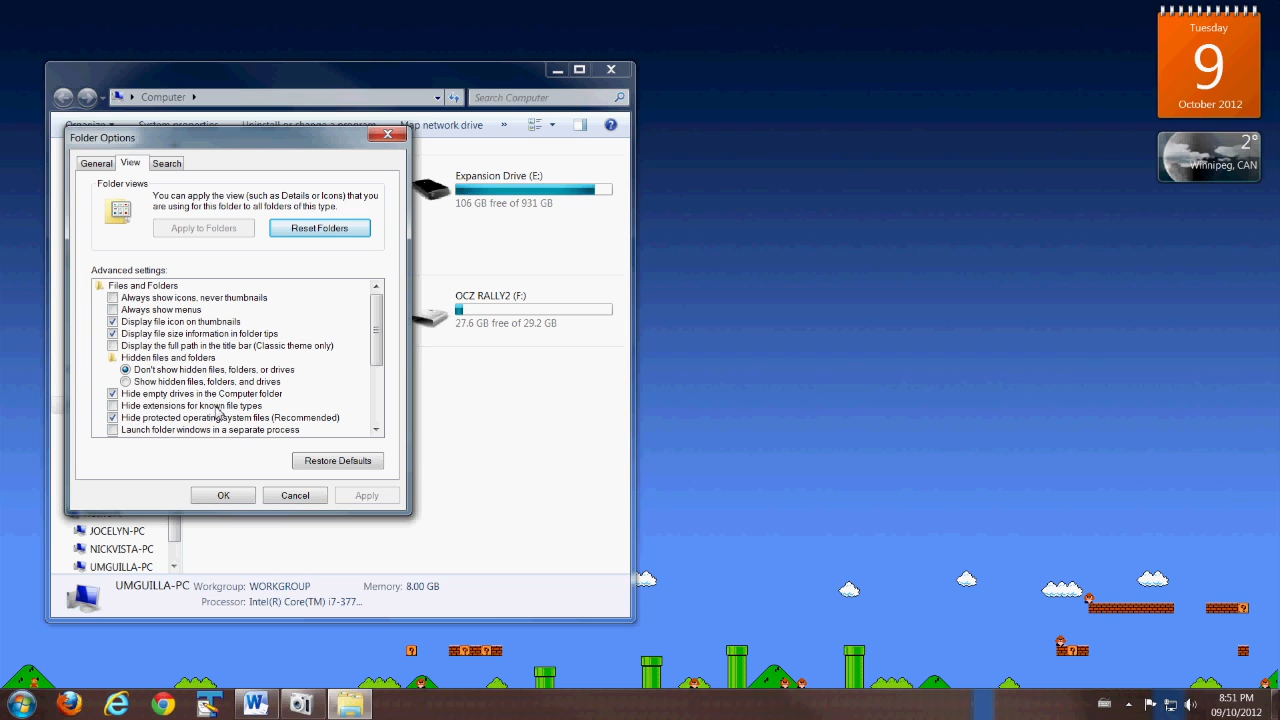 Tuesday
9
October 2012
2°
Winnipeg, CAN
Computer
Search Computer
Organize System properties Uninstall or change a program Map network drive »
Folder Options
General View Search
Folder views
You can apply the view (such as Details or Icons) that you
are using for this folder to all folders of this type.
Apply to Folders Reset Folders
Advanced settings:
Files and Folders
Always show icons, never thumbnails
Always show menus
Display file icon on thumbnails
Display file size information in folder tips
Display the full path in the title bar (Classic theme only)
Hidden files and folders
Don't show hidden files, folders, or drives
Show hidden files, folders, and drives
Hide empty drives in the Computer folder
Hide extensions for known file types
Hide protected operating system files (Recommended)
Launch folder windows in a separate process
Restore Defaults
OK Cancel Apply
Expansion Drive (E:)
106 GB free of 931 GB
OCZ RALLY2 (F:)
27.6 GB free of 29.2 GB
JOCELYN-PC
NICKVISTA-PC
UMGUILLA-PC
UMGUILLA-PC Workgroup: WORKGROUP Memory: 8.00 GB
Processor: Intel(R) Core(TM) i7-377...
8:51 PM
09/10/2012